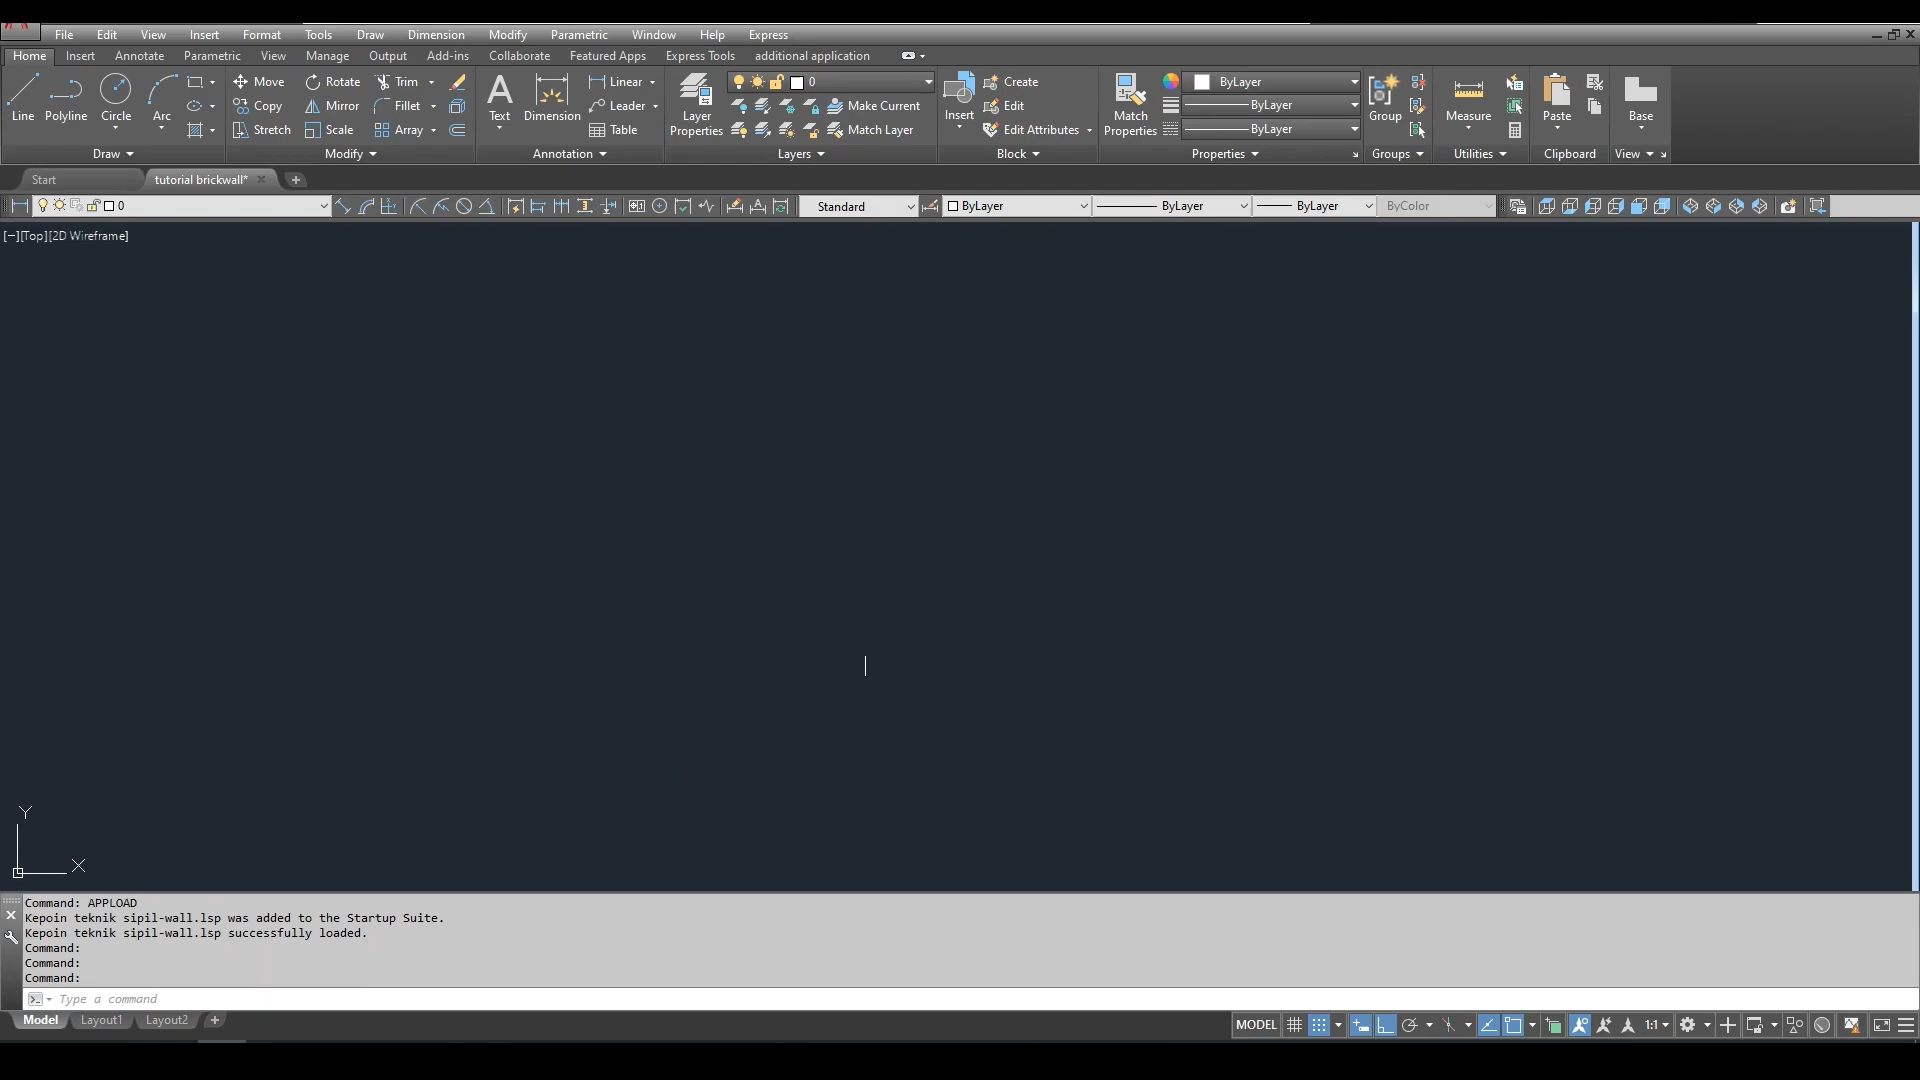 File Edit View Insert Format Tools Draw Dimension Modify Parametric Window Help Express
Home Insert Annotate Parametric View Manage Output Add-ins Collaborate Featured Apps Express Tools additional application
Move Rotate Trim Linear 0 Create ByLayer
Copy Mirror Fillet Leader Make Current Edit ByLayer
Line Polyline Circle Arc Text Dimension Layer Properties Insert Match Properties Group Measure Paste Base
Stretch Scale Array Table Match Layer Edit Attributes ByLayer
Draw Modify Annotation Layers Block Properties Groups Utilities Clipboard View
Start tutorial brickwall*
0 Standard ByLayer ByLayer ByLayer ByColor
[−][Top][2D Wireframe]
Y
X
Command: APPLOAD
Kepoin teknik sipil-wall.lsp was added to the Startup Suite.
Kepoin teknik sipil-wall.lsp successfully loaded.
Command:
Command:
Command:
Type a command
Model Layout1 Layout2 MODEL 1:1